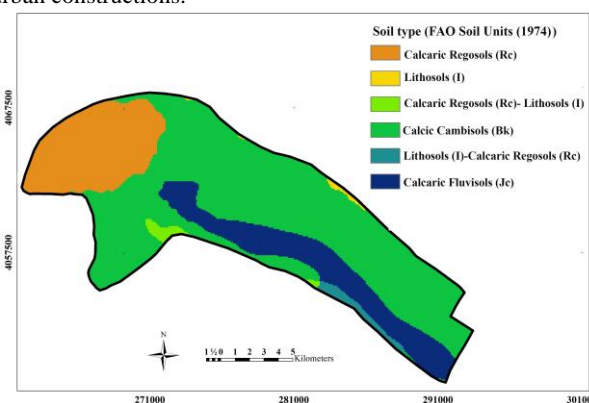 urban constructions.
Soil type (FAO Soil Units (1974))
Calcaric Regosols (Rc)
Lithosols (I)
Calcaric Regosols (Rc)- Lithosols (I)
Calcic Cambisols (Bk)
Lithosols (I)-Calcaric Regosols (Rc)
Calcaric Fluvisols (Jc)
4067500
4057500
N
1 ½ 0 1 2 3 4 5
Kilometers
271000 281000 291000 30100